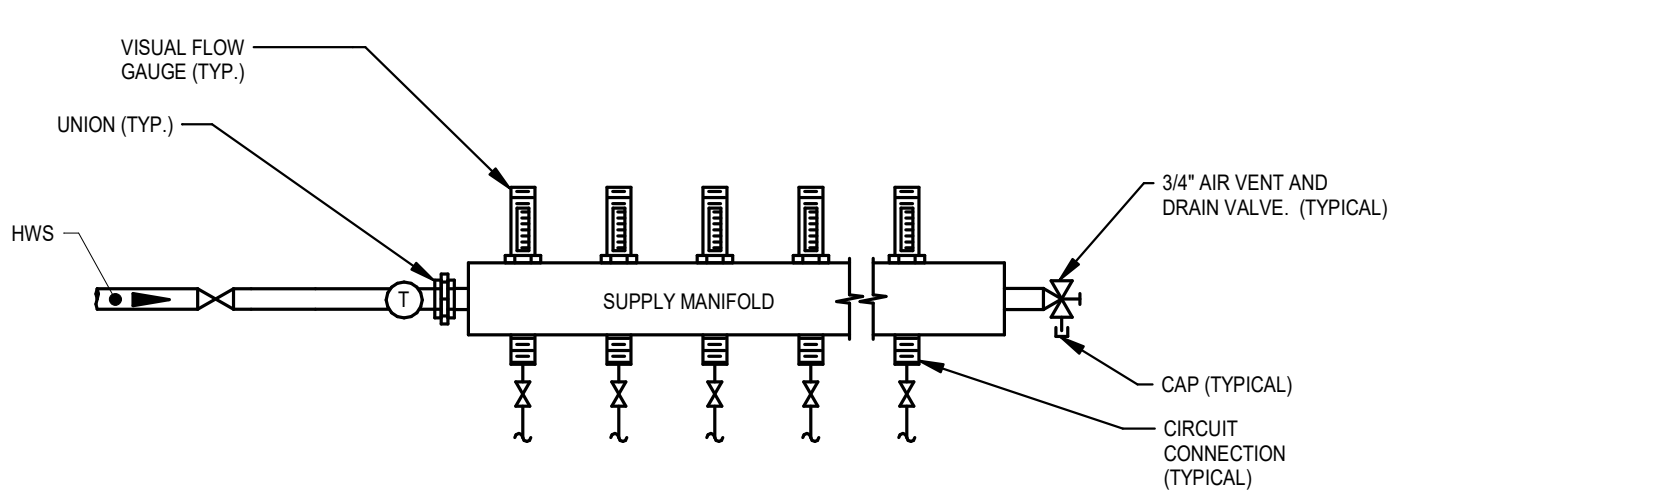 VISUAL FLOW
GAUGE (TYP.)
UNION (TYP.)
HWS
T
SUPPLY MANIFOLD
3/4" AIR VENT AND
DRAIN VALVE.  (TYPICAL)
CAP (TYPICAL)
CIRCUIT
CONNECTION
(TYPICAL)